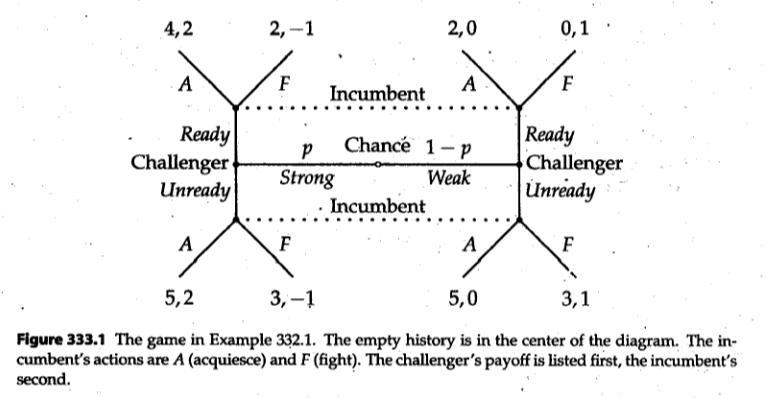 4,2 2,−1 2,0 0,1
A F Incumbent A F
Ready p Chance 1 − p Ready
Challenger Challenger
Unready Strong Weak Unready
Incumbent
A F A F
5,2 3,−1 5,0 3,1
Figure 333.1 The game in Example 332.1. The empty history is in the center of the diagram. The in-
cumbent's actions are A (acquiesce) and F (fight). The challenger's payoff is listed first, the incumbent's
second.